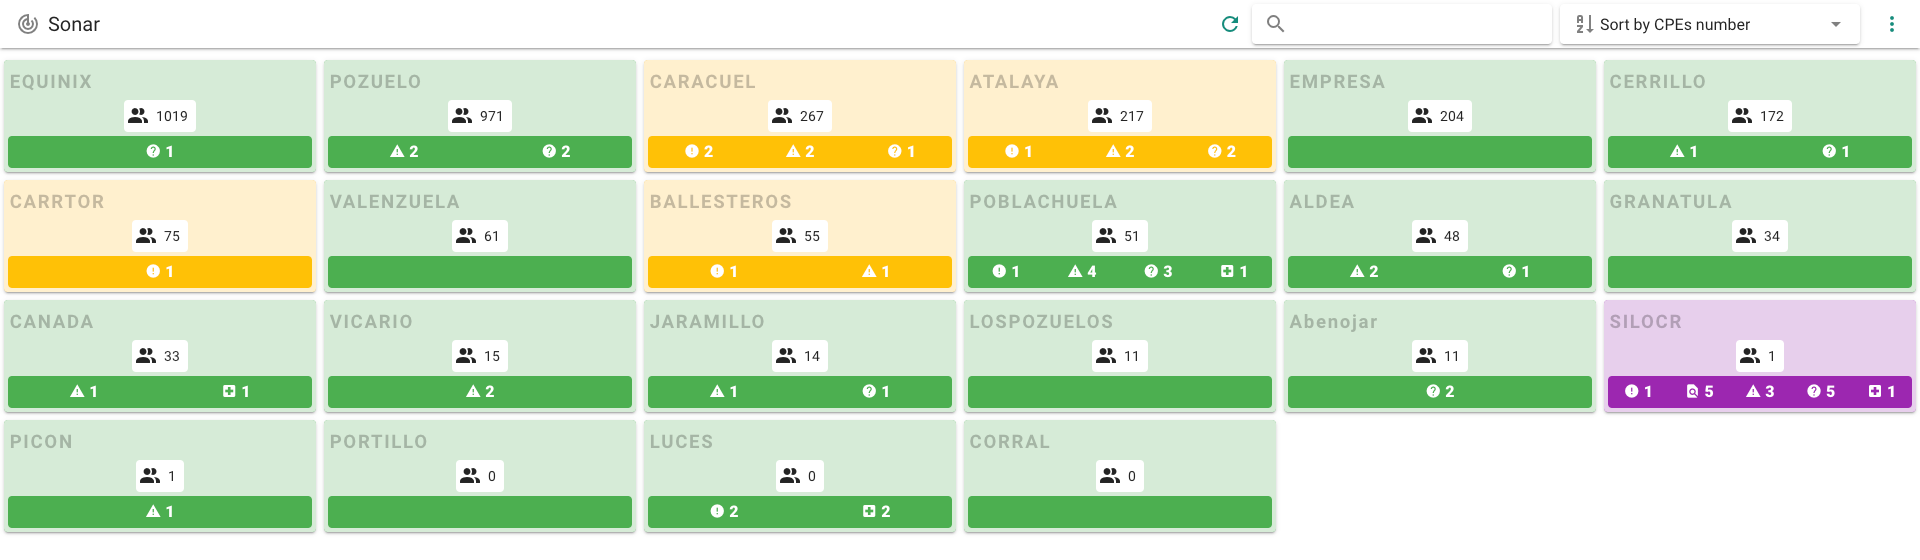 Sonar
Sort by CPEs number
EQUINIX
1019
1
POZUELO
971
2 2
CARACUEL
267
2 2 1
ATALAYA
217
1 2 2
EMPRESA
204
CERRILLO
172
1 1
CARRTOR
75
1
VALENZUELA
61
BALLESTEROS
55
1 1
POBLACHUELA
51
1 4 3 1
ALDEA
48
2 1
GRANATULA
34
CANADA
33
1 1
VICARIO
15
2
JARAMILLO
14
1 1
LOSPOZUELOS
11
Abenojar
11
2
SILOCR
1
1 5 3 5 1
PICON
1
1
PORTILLO
0
LUCES
0
2 2
CORRAL
0